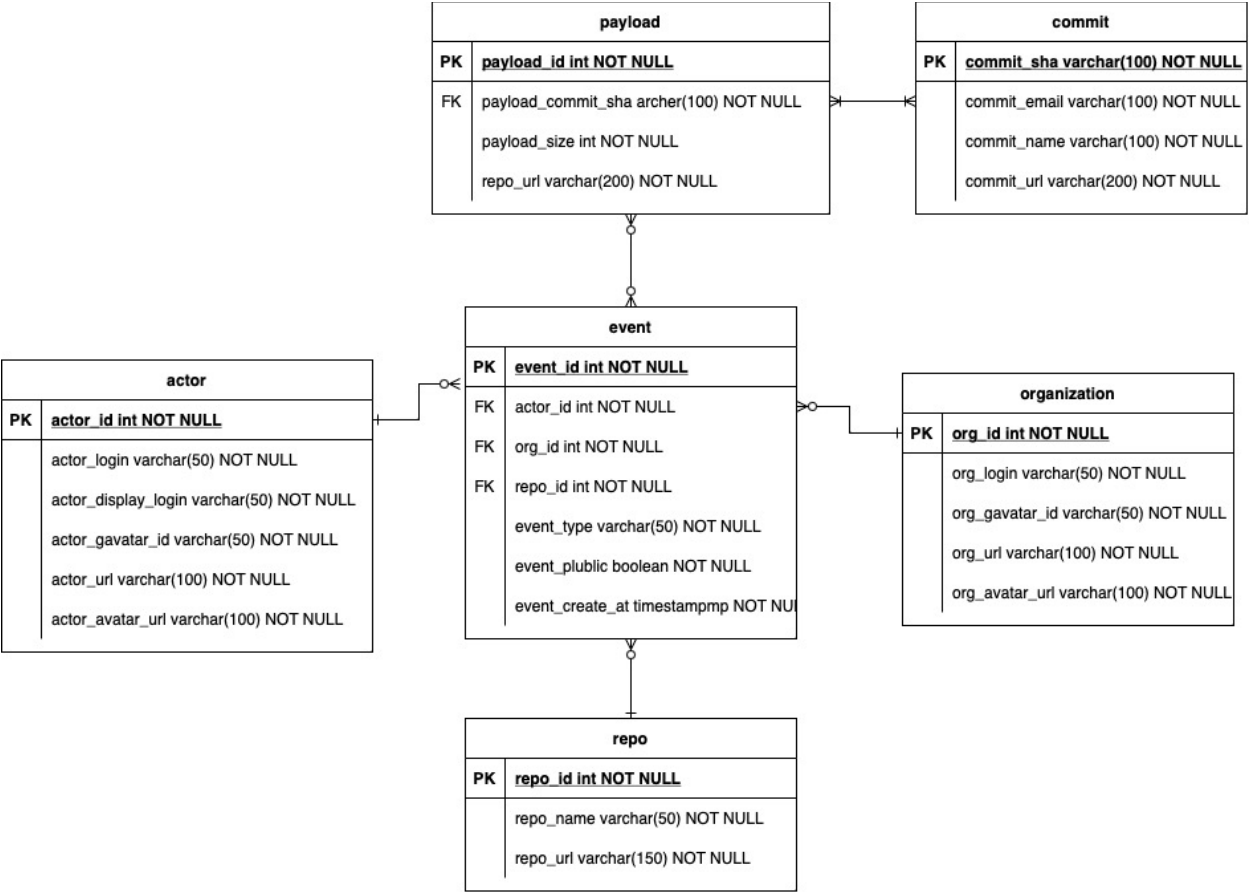 payload
PK payload_id int NOT NULL
FK payload_commit_sha archer(100) NOT NULL
payload_size int NOT NULL
repo_url varchar(200) NOT NULL
commit
PK commit_sha varchar(100) NOT NULL
commit_email varchar(100) NOT NULL
commit_name varchar(100) NOT NULL
commit_url varchar(200) NOT NULL
event
PK event_id int NOT NULL
FK actor_id int NOT NULL
FK org_id int NOT NULL
FK repo_id int NOT NULL
event_type varchar(50) NOT NULL
event_plublic boolean NOT NULL
event_create_at timestampmp NOT NUI
actor
PK actor_id int NOT NULL
actor_login varchar(50) NOT NULL
actor_display_login varchar(50) NOT NULL
actor_gavatar_id varchar(50) NOT NULL
actor_url varchar(100) NOT NULL
actor_avatar_url varchar(100) NOT NULL
organization
PK org_id int NOT NULL
org_login varchar(50) NOT NULL
org_gavatar_id varchar(50) NOT NULL
org_url varchar(100) NOT NULL
org_avatar_url varchar(100) NOT NULL
repo
PK repo_id int NOT NULL
repo_name varchar(50) NOT NULL
repo_url varchar(150) NOT NULL